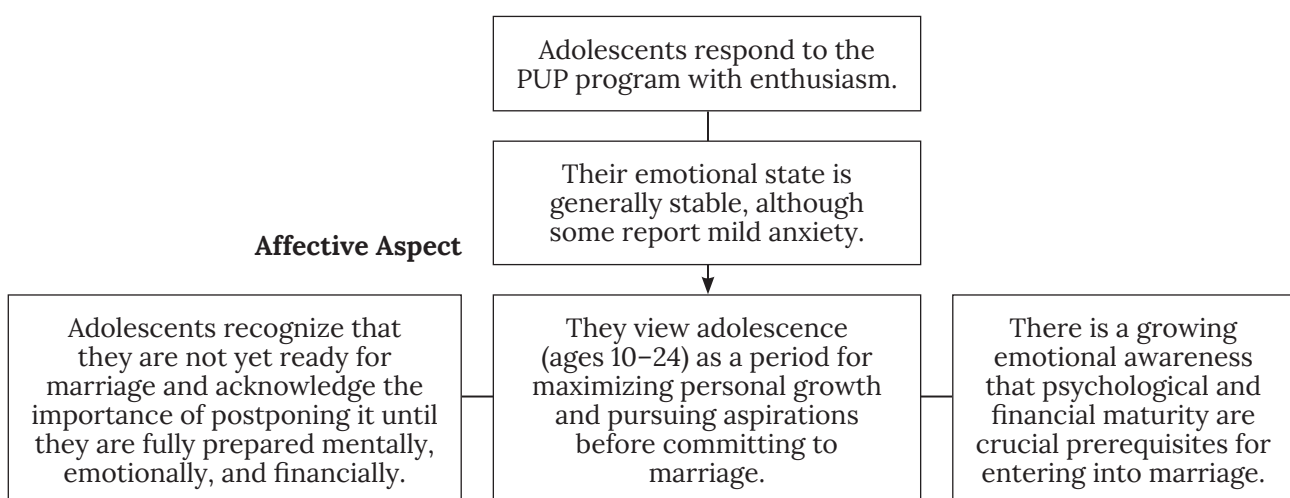 Adolescents respond to the
PUP program with enthusiasm.
Their emotional state is
generally stable, although
some report mild anxiety.
Affective Aspect
Adolescents recognize that
they are not yet ready for
marriage and acknowledge the
importance of postponing it until
they are fully prepared mentally,
emotionally, and financially.
They view adolescence
(ages 10–24) as a period for
maximizing personal growth
and pursuing aspirations
before committing to
marriage.
There is a growing
emotional awareness
that psychological and
financial maturity are
crucial prerequisites for
entering into marriage.